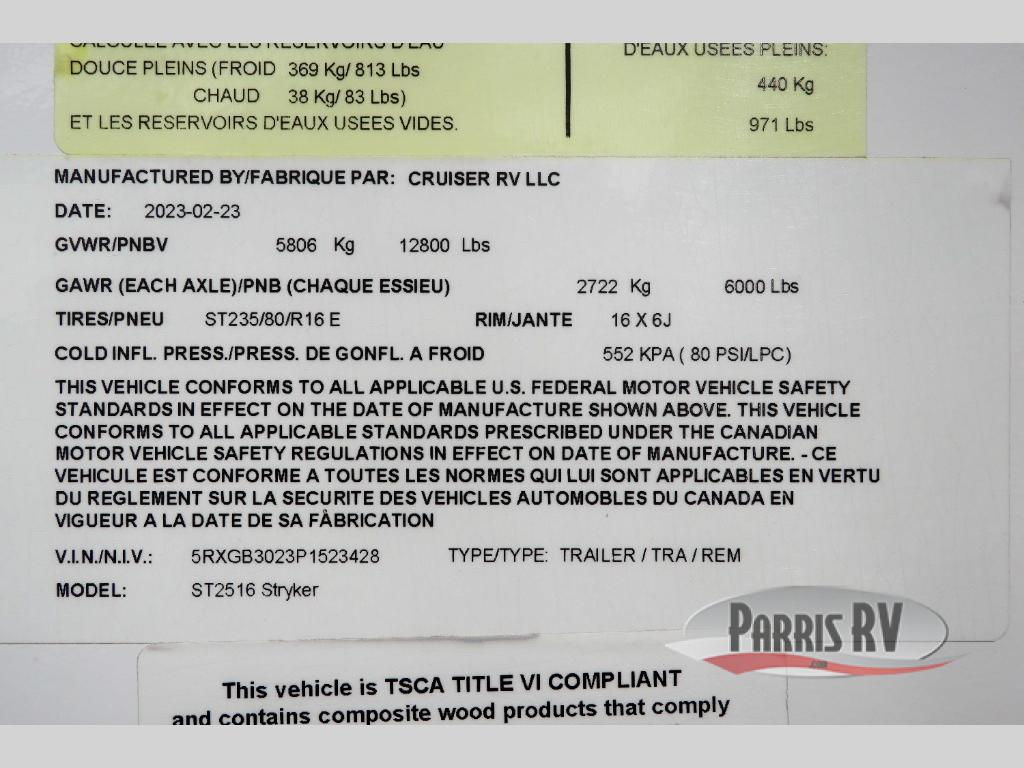 CALCULEE AVEC LES RESERVOIRS D'EAU
DOUCE PLEINS (FROID 369 Kg/ 813 Lbs
CHAUD 38 Kg/ 83 Lbs)
ET LES RESERVOIRS D'EAUX USEES VIDES.
D'EAUX USEES PLEINS:
440 Kg
971 Lbs
MANUFACTURED BY/FABRIQUE PAR: CRUISER RV LLC
DATE: 2023-02-23
GVWR/PNBV 5806 Kg 12800 Lbs
GAWR (EACH AXLE)/PNB (CHAQUE ESSIEU) 2722 Kg 6000 Lbs
TIRES/PNEU ST235/80/R16 E RIM/JANTE 16 X 6J
COLD INFL. PRESS./PRESS. DE GONFL. A FROID 552 KPA ( 80 PSI/LPC)
THIS VEHICLE CONFORMS TO ALL APPLICABLE U.S. FEDERAL MOTOR VEHICLE SAFETY
STANDARDS IN EFFECT ON THE DATE OF MANUFACTURE SHOWN ABOVE. THIS VEHICLE
CONFORMS TO ALL APPLICABLE STANDARDS PRESCRIBED UNDER THE CANADIAN
MOTOR VEHICLE SAFETY REGULATIONS IN EFFECT ON DATE OF MANUFACTURE. - CE
VEHICULE EST CONFORME A TOUTES LES NORMES QUI LUI SONT APPLICABLES EN VERTU
DU REGLEMENT SUR LA SECURITE DES VEHICLES AUTOMOBLES DU CANADA EN
VIGUEUR A LA DATE DE SA FABRICATION
V.I.N./N.I.V.: 5RXGB3023P1523428 TYPE/TYPE: TRAILER / TRA / REM
MODEL: ST2516 Stryker
PARRIS RV
.com
This vehicle is TSCA TITLE VI COMPLIANT
and contains composite wood products that comply